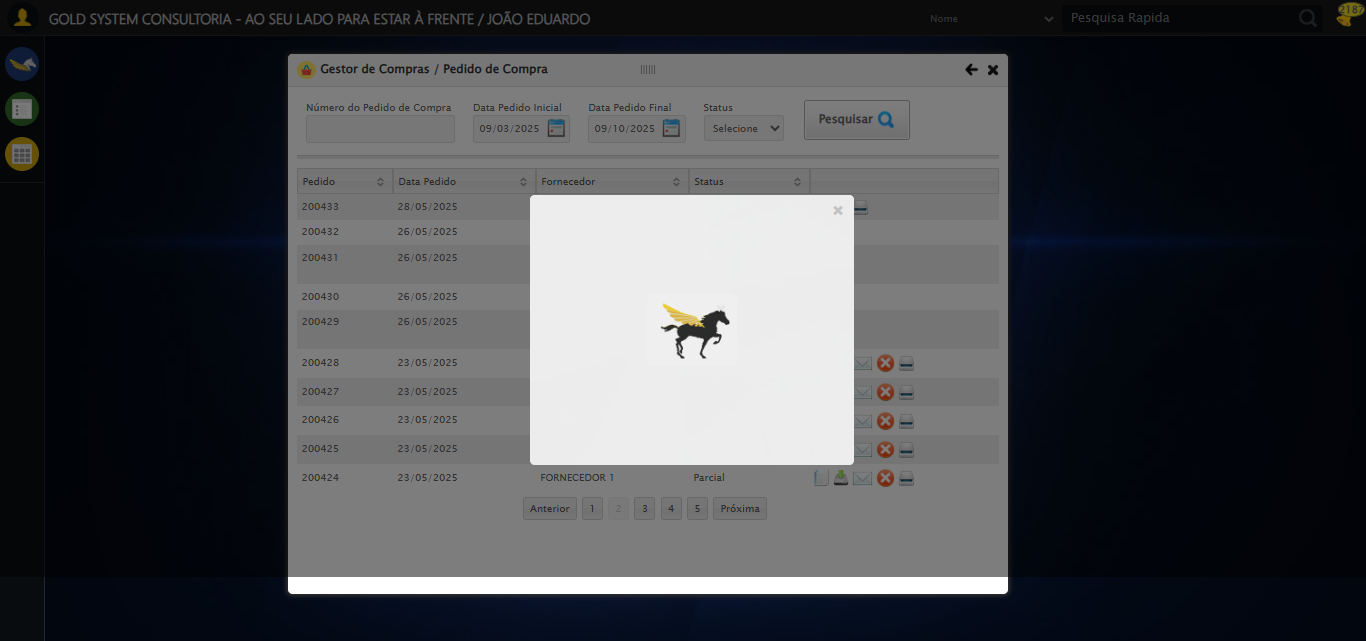 GOLD SYSTEM CONSULTORIA - AO SEU LADO PARA ESTAR À FRENTE / JOÃO EDUARDO
Nome
Pesquisa Rapida
2187
Gestor de Compras / Pedido de Compra
Número do Pedido de Compra Data Pedido Inicial Data Pedido Final Status
09/03/2025 09/10/2025 Selecione Pesquisar
Pedido Data Pedido Fornecedor Status
200433 28/05/2025
200432 26/05/2025
200431 26/05/2025
200430 26/05/2025
200429 26/05/2025
200428 23/05/2025
200427 23/05/2025
200426 23/05/2025
200425 23/05/2025
200424 23/05/2025 FORNECEDOR 1 Parcial
Anterior 1 2 3 4 5 Próxima